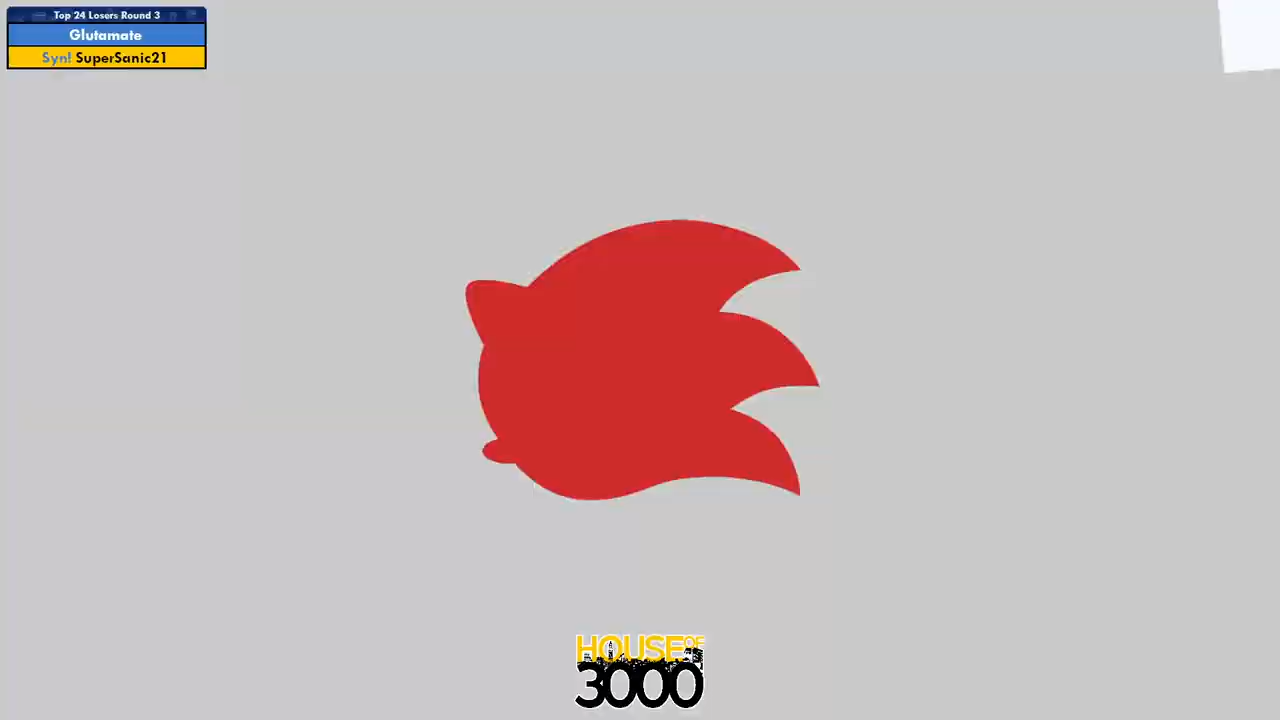 Top 24 Losers Round 3
Glutamate
Syn! SuperSanic21
HOUSE OF
3000